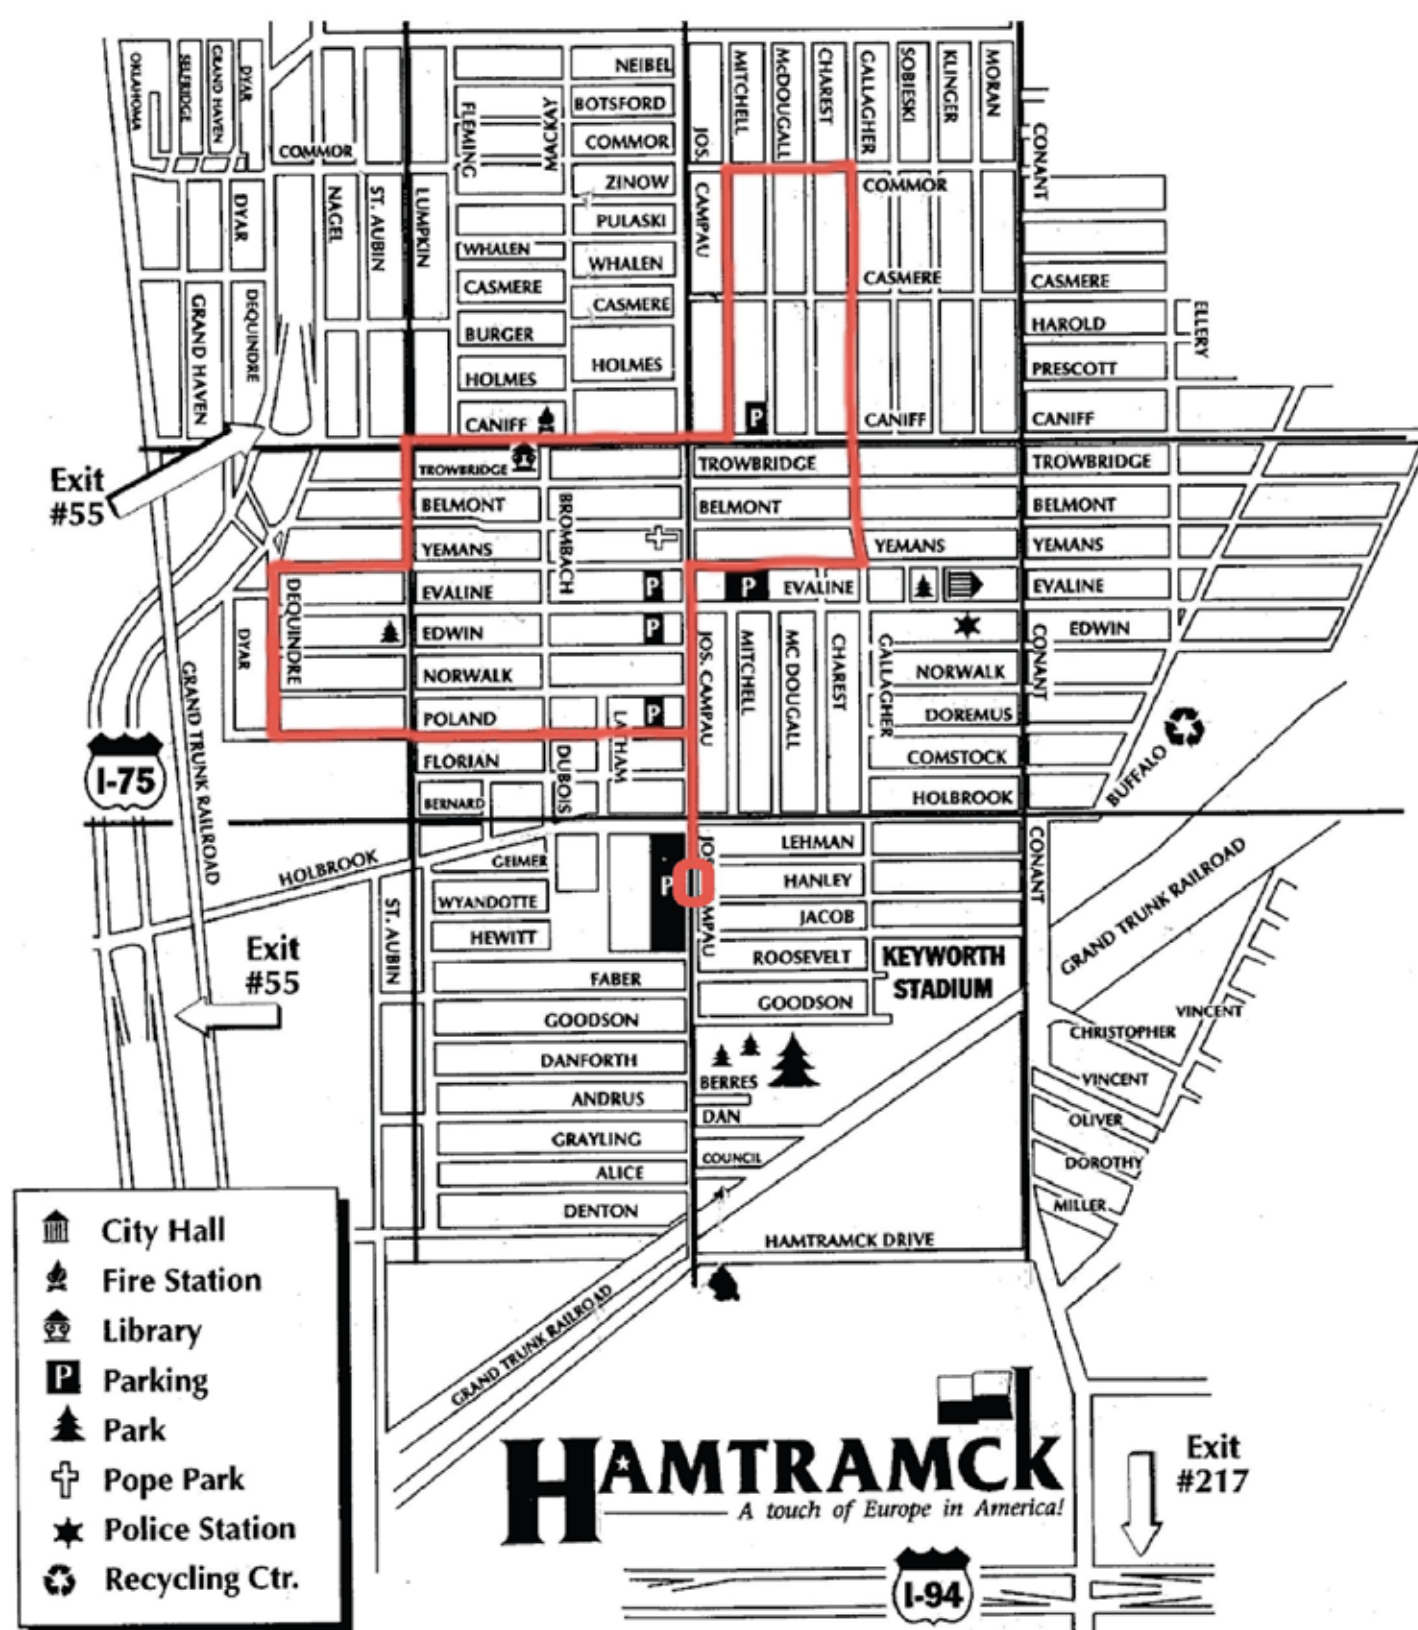 NEIBEL
BOTSFORD
COMMOR
ZINOW
PULASKI
WHALEN
CASMERE
HOLMES
OKLAHOMA
SELFRIDGE
GRAND HAVEN
DYAR
COMMOR
DYAR
NAGEL
ST. AUBIN
LUMPKIN
FLEMING
MACKAY
WHALEN
CASMERE
BURGER
HOLMES
CANIFF
GRAND HAVEN
DEQUINDRE
JOS. CAMPAU
MITCHELL
McDOUGALL
CHAREST
GALLAGHER
SOBIESKI
KLINGER
MORAN
CONANT
COMMOR
CASMERE
CANIFF
CASMERE
HAROLD
PRESCOTT
CANIFF
ELLERY
P
Exit
#55
TROWBRIDGE
BELMONT
YEMANS
EVALINE
EDWIN
NORWALK
POLAND
FLORIAN
BERNARD
BROMBACH
P
P
P
DUBOIS
LATHAM
DEQUINDRE
DYAR
GRAND TRUNK RAILROAD
I-75
TROWBRIDGE
BELMONT
YEMANS
P
EVALINE
TROWBRIDGE
BELMONT
YEMANS
EVALINE
EDWIN
JOS. CAMPAU
MITCHELL
MC DOUGALL
CHAREST
GALLAGHER
NORWALK
DOREMUS
COMSTOCK
HOLBROOK
CONANT
BUFFALO
HOLBROOK
GEIMER
WYANDOTTE
HEWITT
P
JOS MPAU
LEHMAN
HANLEY
JACOB
ROOSEVELT
GOODSON
KEYWORTH
STADIUM
CONANT
GRAND TRUNK RAILROAD
Exit
#55
ST. AUBIN
FABER
GOODSON
DANFORTH
ANDRUS
GRAYLING
ALICE
DENTON
BERRES
DAN
COUNCIL
HAMTRAMCK DRIVE
VINCENT
CHRISTOPHER
VINCENT
OLIVER
DOROTHY
MILLER
GRAND TRUNK RAILROAD
City Hall
Fire Station
Library
P Parking
Park
Pope Park
Police Station
Recycling Ctr.
HAMTRAMCK
A touch of Europe in America!
Exit
#217
I-94